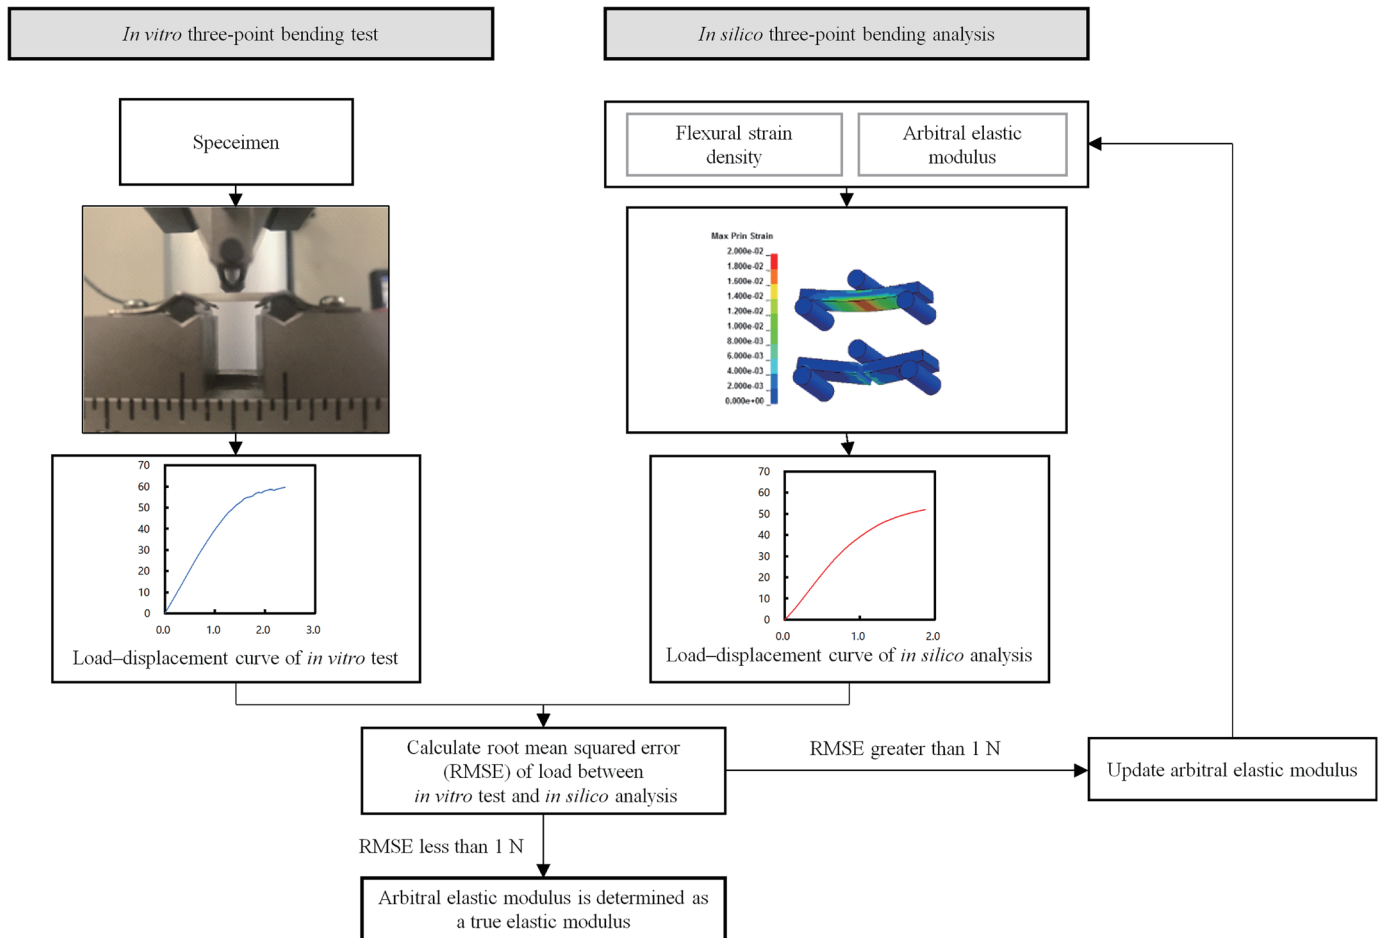 In vitro three-point bending test
In silico three-point bending analysis
Speceimen
Flexural strain
density
Arbitral elastic
modulus
Max Prin Strain
2.000e-02
1.800e-02
1.600e-02
1.400e-02
1.200e-02
1.000e-02
8.000e-03
6.000e-03
4.000e-03
2.000e-03
0.000e+00
70
60
50
40
30
20
10
0
0.0 1.0 2.0 3.0
Load–displacement curve of in vitro test
70
60
50
40
30
20
10
0
0.0 1.0 2.0
Load–displacement curve of in silico analysis
Calculate root mean squared error
(RMSE) of load between
in vitro test and in silico analysis
RMSE greater than 1 N
Update arbitral elastic modulus
RMSE less than 1 N
Arbitral elastic modulus is determined as
a true elastic modulus